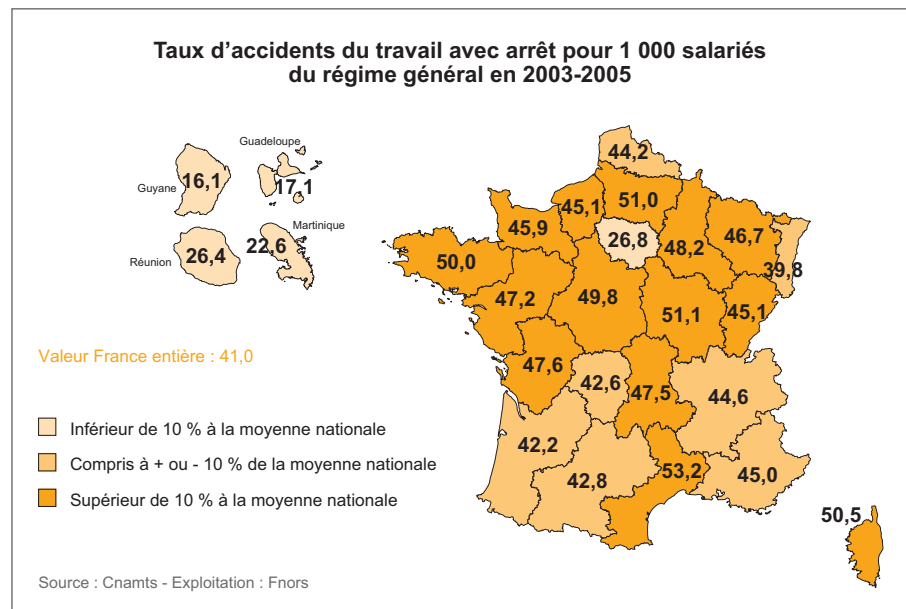 Taux d’accidents du travail avec arrêt pour 1 000 salariés
du régime général en 2003-2005
Guadeloupe
16,1
17,1
Guyane
Martinique
22,6
Réunion
26,4
44,2
51,0
45,1
45,9
26,8
48,2
46,7
39,8
50,0
47,2
49,8
51,1
45,1
47,6
42,6
47,5
44,6
42,2
42,8
53,2
45,0
50,5
Valeur France entière : 41,0
Inférieur de 10 % à la moyenne nationale
Compris à + ou - 10 % de la moyenne nationale
Supérieur de 10 % à la moyenne nationale
Source : Cnamts - Exploitation : Fnors